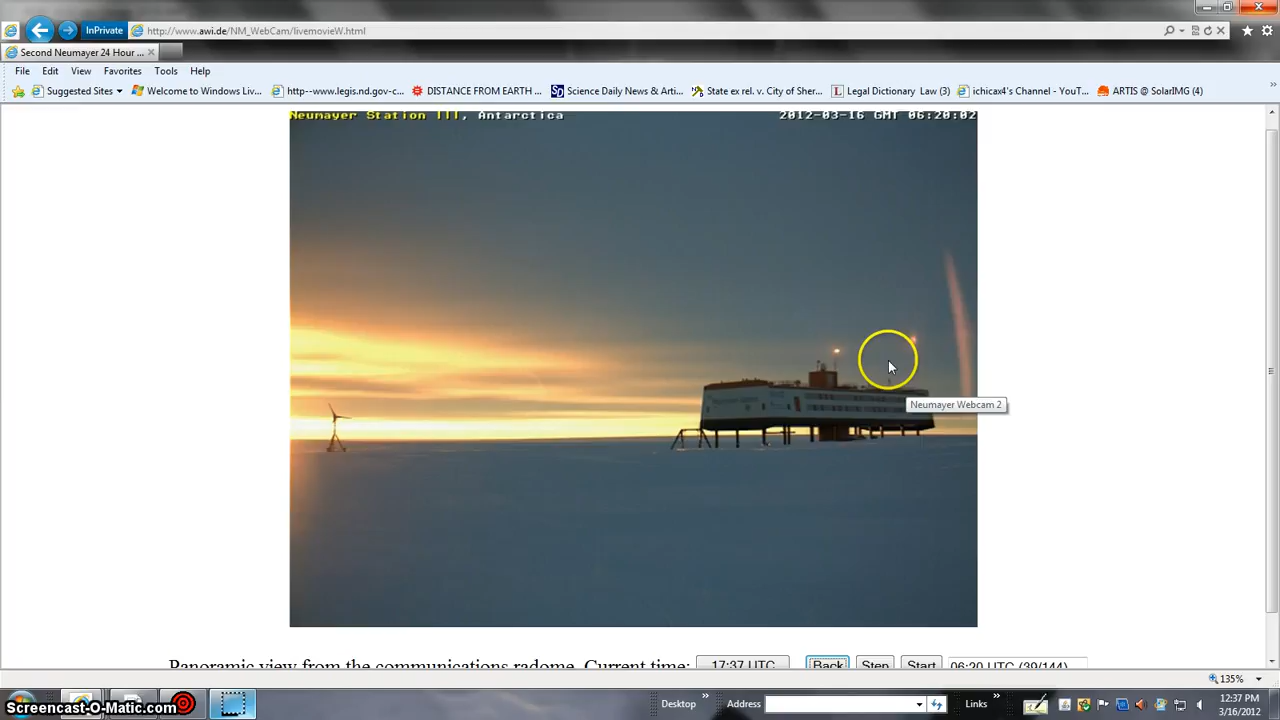 InPrivate
http://www.awi.de/NM_WebCam/livemovieW.html
Second Neumayer 24 Hour ...
File Edit View Favorites Tools Help
Suggested Sites
Welcome to Windows Liv...
http--www.legis.nd.gov-c...
DISTANCE FROM EARTH ...
Science Daily News & Arti...
State ex rel. v. City of Sher...
Legal Dictionary Law (3)
ichicax4's Channel - YouT...
ARTIS @ SolarIMG (4)
Neumayer Station III, Antarctica
2012-03-16 GMT 06:20:02
Neumayer Webcam 2
Panoramic view from the communications radome. Current time: 17:37 UTC Back Step Start 06:20 UTC (39/144)
135%
Desktop
Address
Links
12:37 PM
3/16/2012
Screencast-O-Matic.com